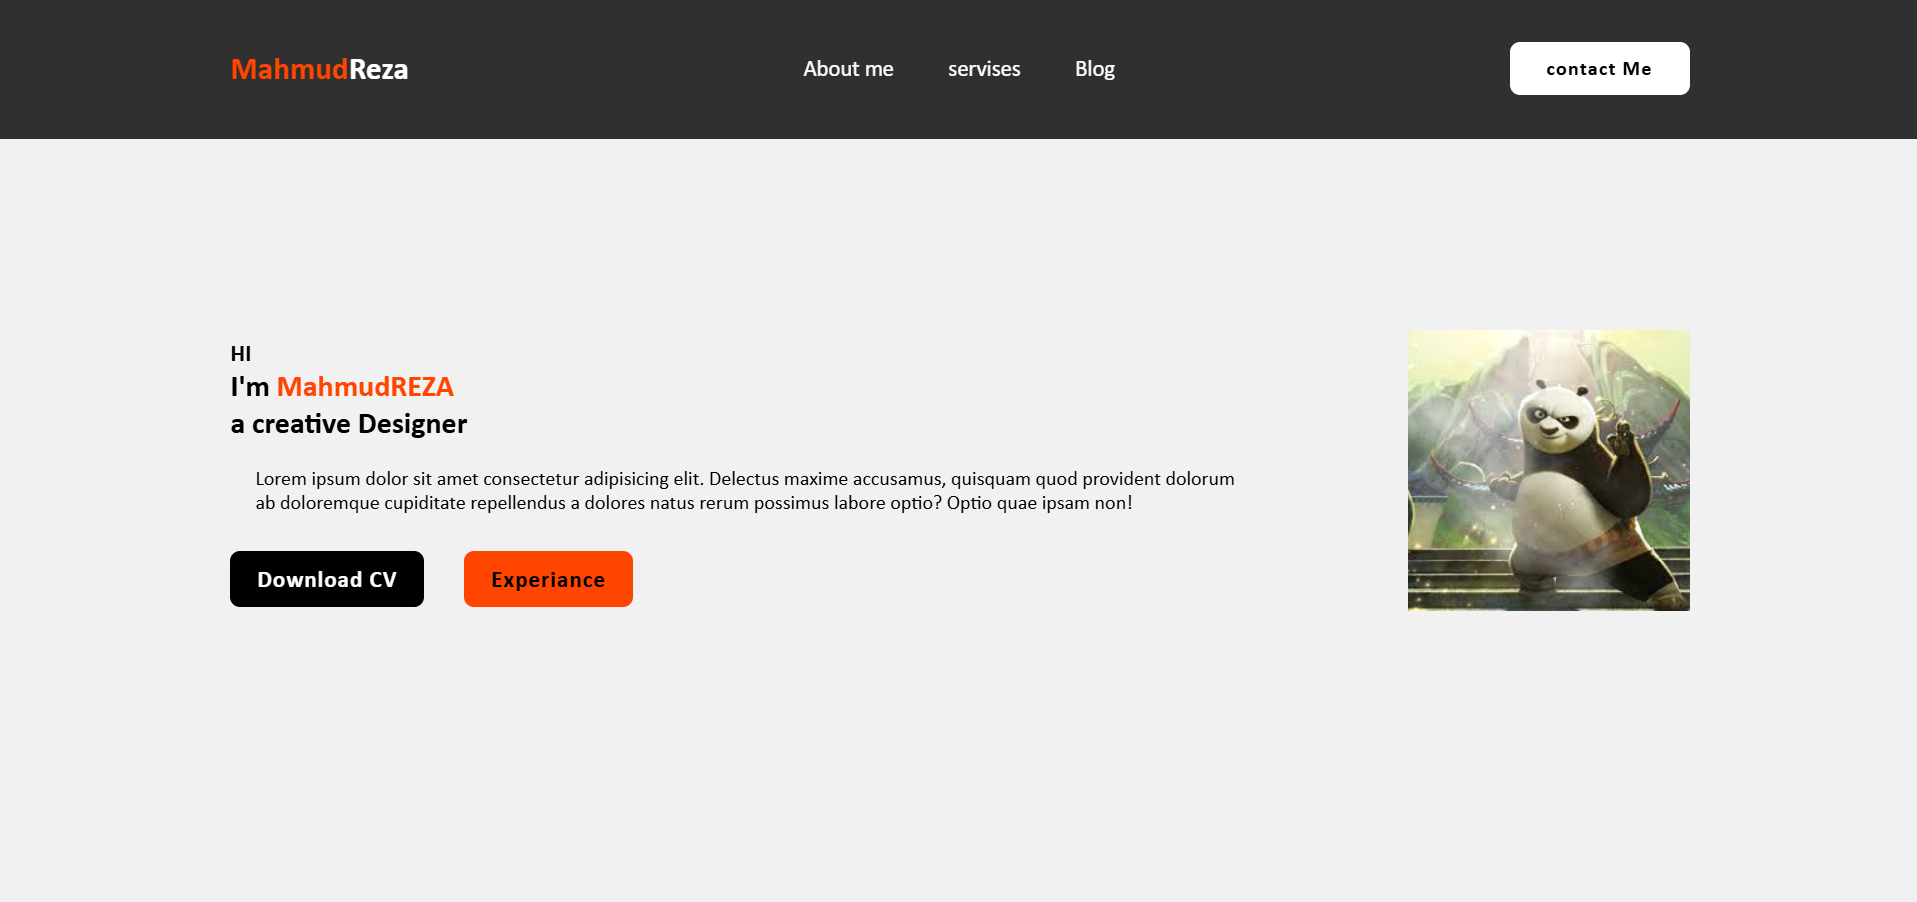 MahmudReza
About me
servises
Blog
contact Me
HI
I'm MahmudREZA
a creative Designer
Lorem ipsum dolor sit amet consectetur adipisicing elit. Delectus maxime accusamus, quisquam quod provident dolorum
ab doloremque cupiditate repellendus a dolores natus rerum possimus labore optio? Optio quae ipsam non!
Download CV
Experiance